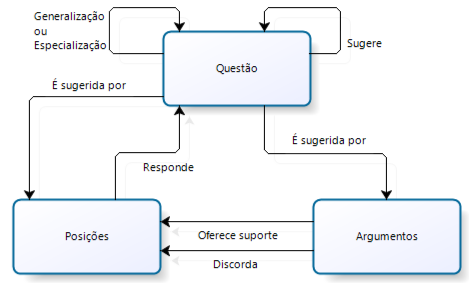 Generalização
ou
Especialização
Sugere
Questão
É sugerida por
É sugerida por
Responde
Posições
Oferece suporte
Argumentos
Discorda